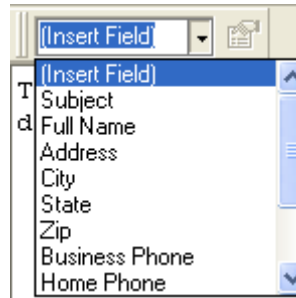 (Insert Field)
(Insert Field)
Subject
Full Name
Address
City
State
Zip
Business Phone
Home Phone
T
d